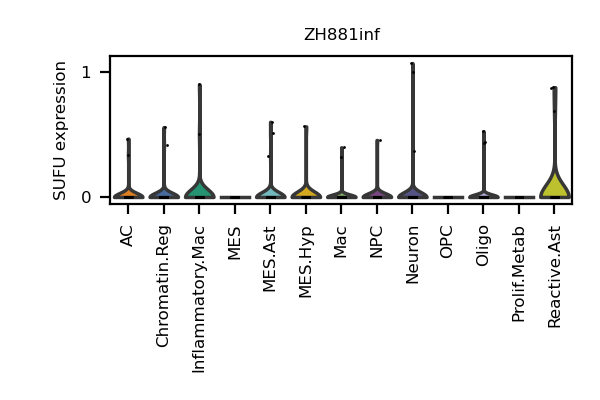 ZH881inf
SUFU expression
1
0
AC
Chromatin.Reg
Inflammatory.Mac
MES
MES.Ast
MES.Hyp
Mac
NPC
Neuron
OPC
Oligo
Prolif.Metab
Reactive.Ast